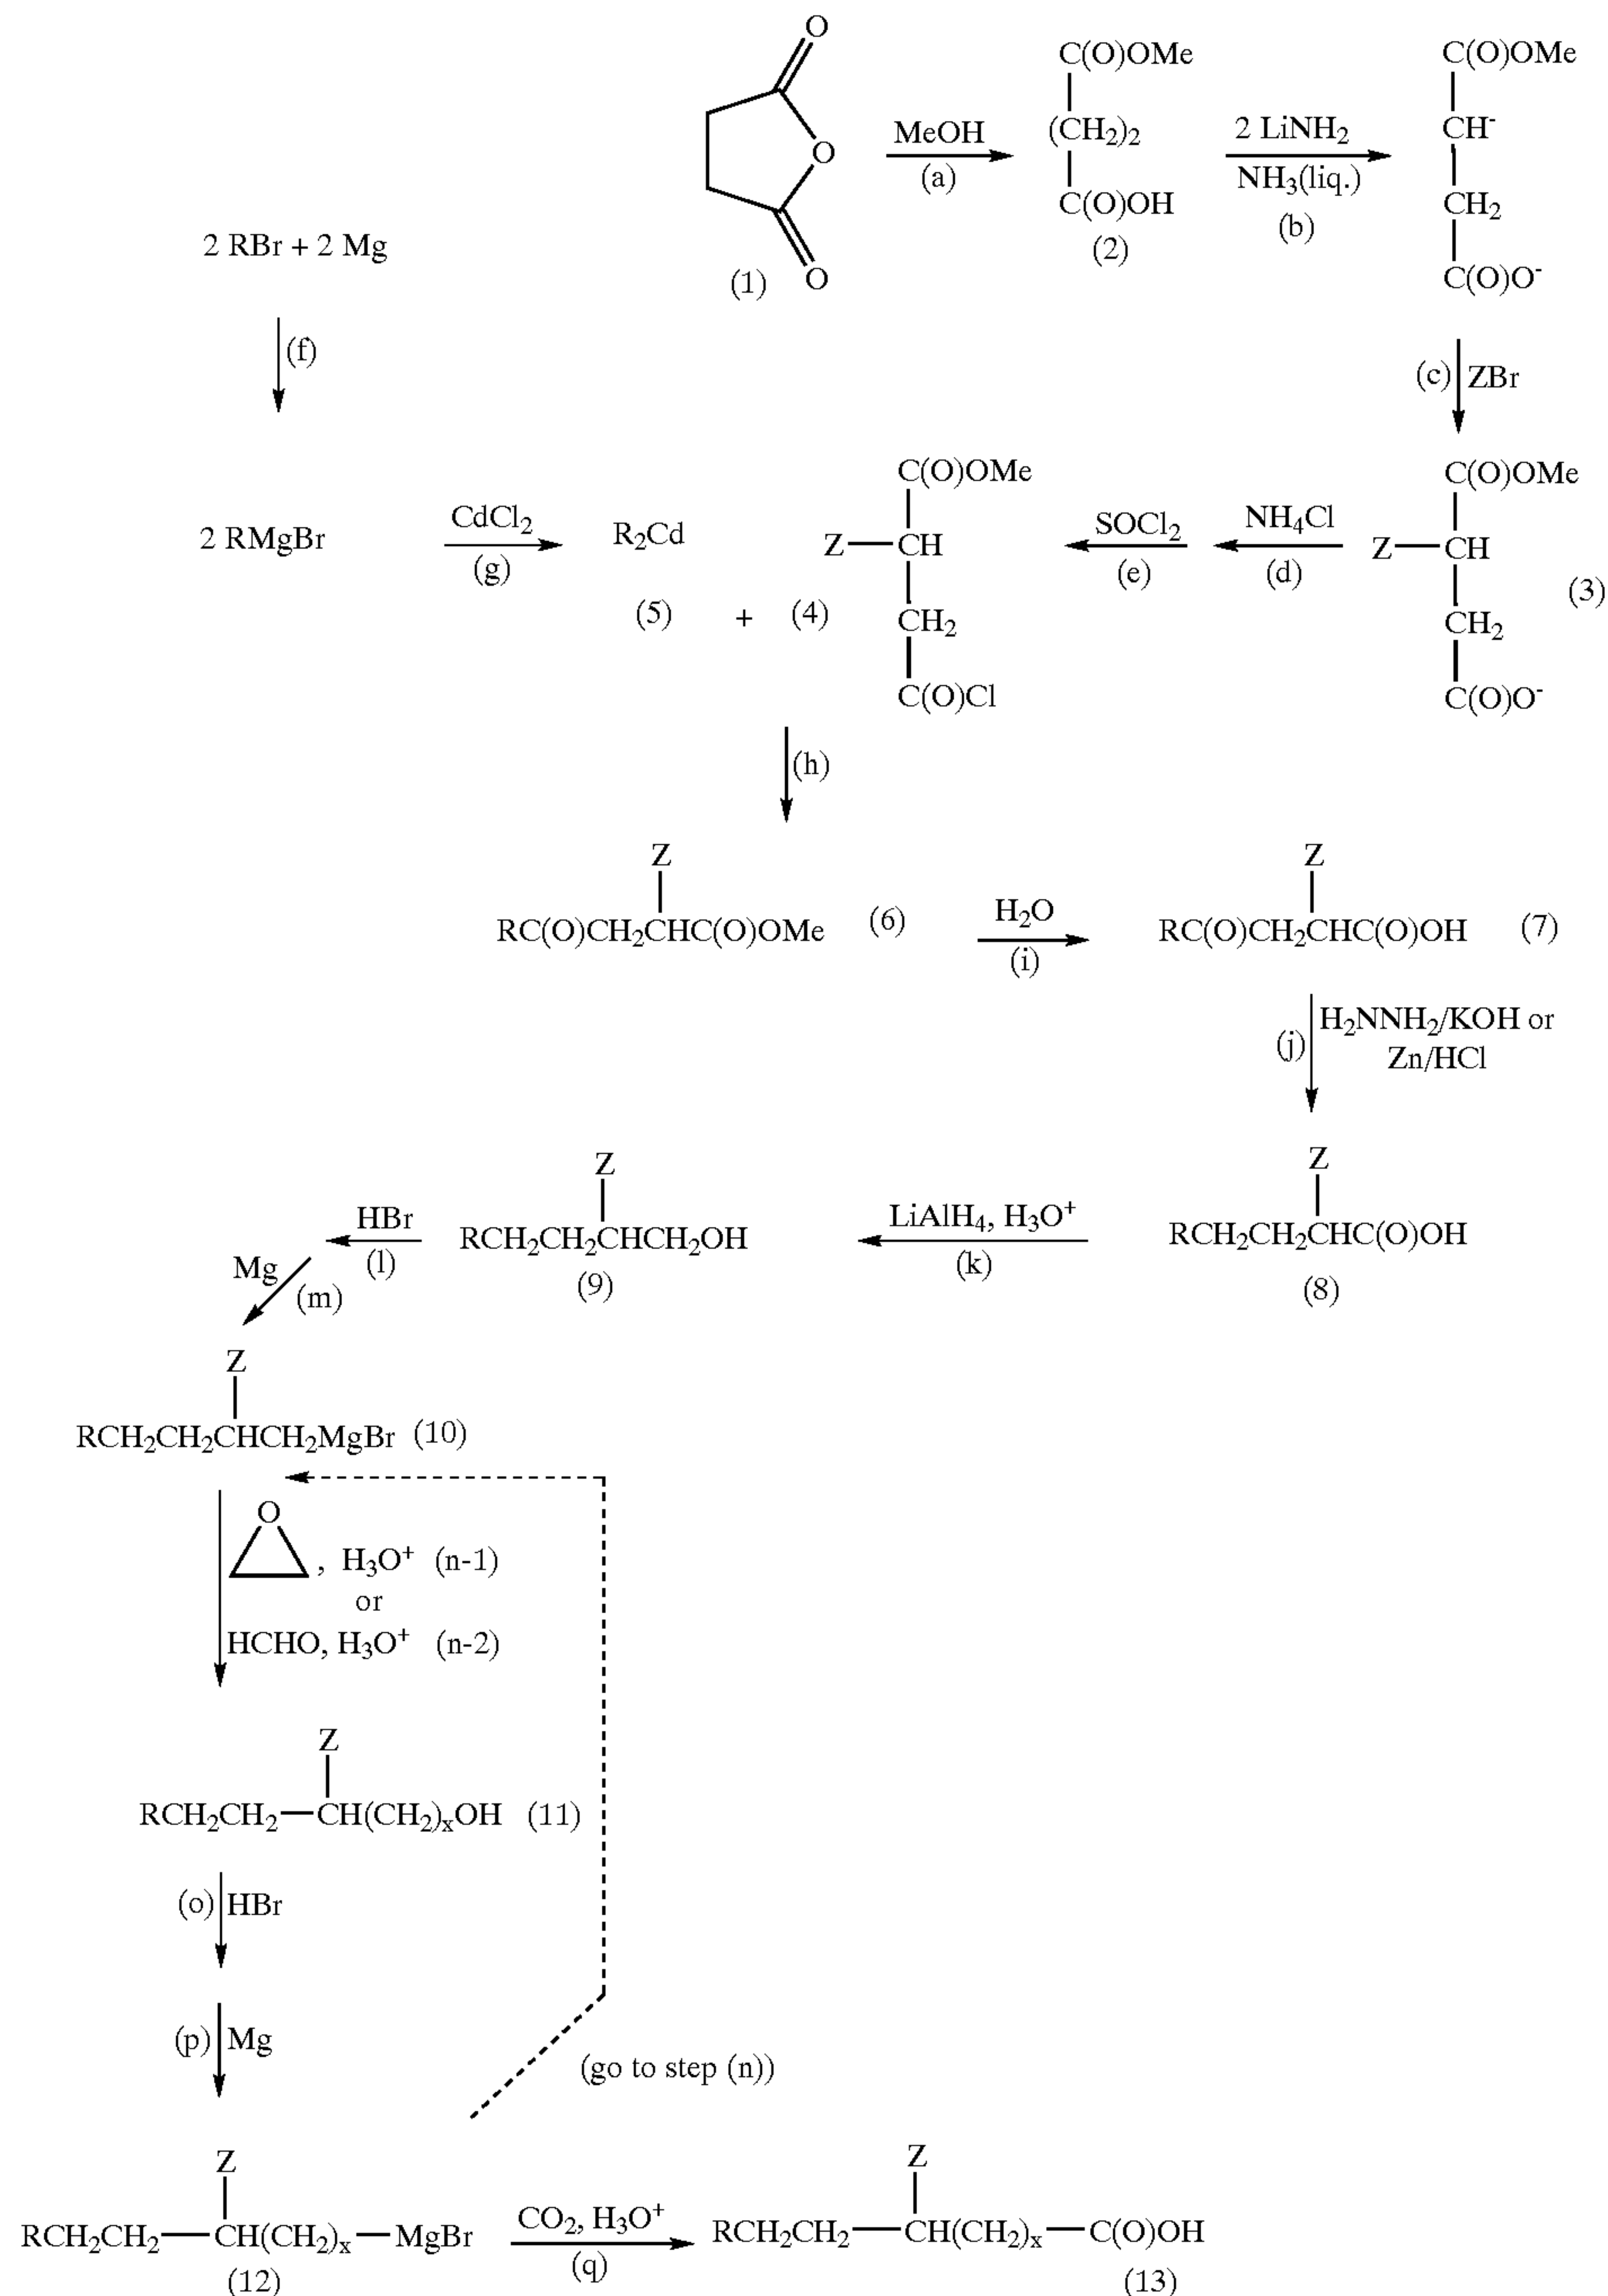 O
O
O
(1)
MeOH
(a)
C(O)OMe
(CH₂)₂
C(O)OH
(2)
2 LiNH₂
NH₃(liq.)
(b)
C(O)OMe
CH⁻
CH₂
C(O)O⁻
2 RBr + 2 Mg
(f)
(c) ZBr
2 RMgBr
CdCl₂
(g)
R₂Cd
(5)
+
(4)
C(O)OMe
Z CH
CH₂
C(O)Cl
SOCl₂
(e)
NH₄Cl
(d)
C(O)OMe
Z CH
CH₂
C(O)O⁻
(3)
(h)
Z
RC(O)CH₂CHC(O)OMe (6)
H₂O
(i)
Z
RC(O)CH₂CHC(O)OH (7)
(j) H₂NNH₂/KOH or
Zn/HCl
Z
RCH₂CH₂CHC(O)OH
(8)
LiAlH₄, H₃O⁺
(k)
Z
RCH₂CH₂CHCH₂OH
(9)
HBr
(l)
Mg
(m)
Z
RCH₂CH₂CHCH₂MgBr (10)
O
, H₃O⁺ (n-1)
or
HCHO, H₃O⁺ (n-2)
Z
RCH₂CH₂—CH(CH₂)ₓOH (11)
(o) HBr
(p) Mg
(go to step (n))
Z
RCH₂CH₂—CH(CH₂)ₓ—MgBr
(12)
CO₂, H₃O⁺
(q)
Z
RCH₂CH₂—CH(CH₂)ₓ—C(O)OH
(13)